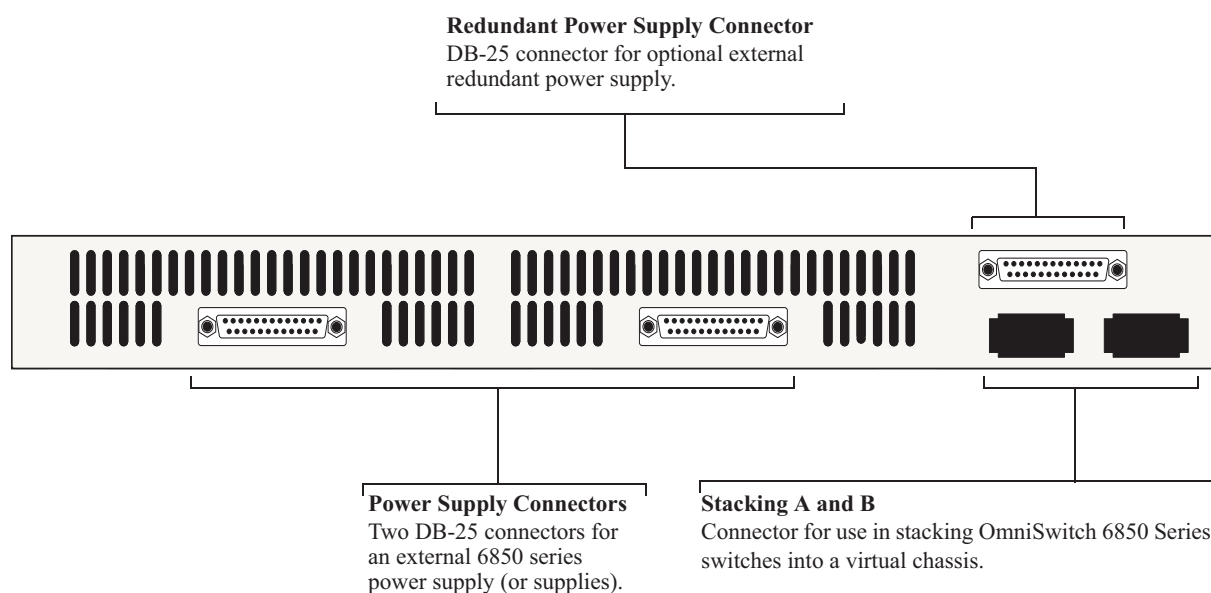 Redundant Power Supply Connector
DB-25 connector for optional external
redundant power supply.
Power Supply Connectors
Two DB-25 connectors for
an external 6850 series
power supply (or supplies).
Stacking A and B
Connector for use in stacking OmniSwitch 6850 Series
switches into a virtual chassis.